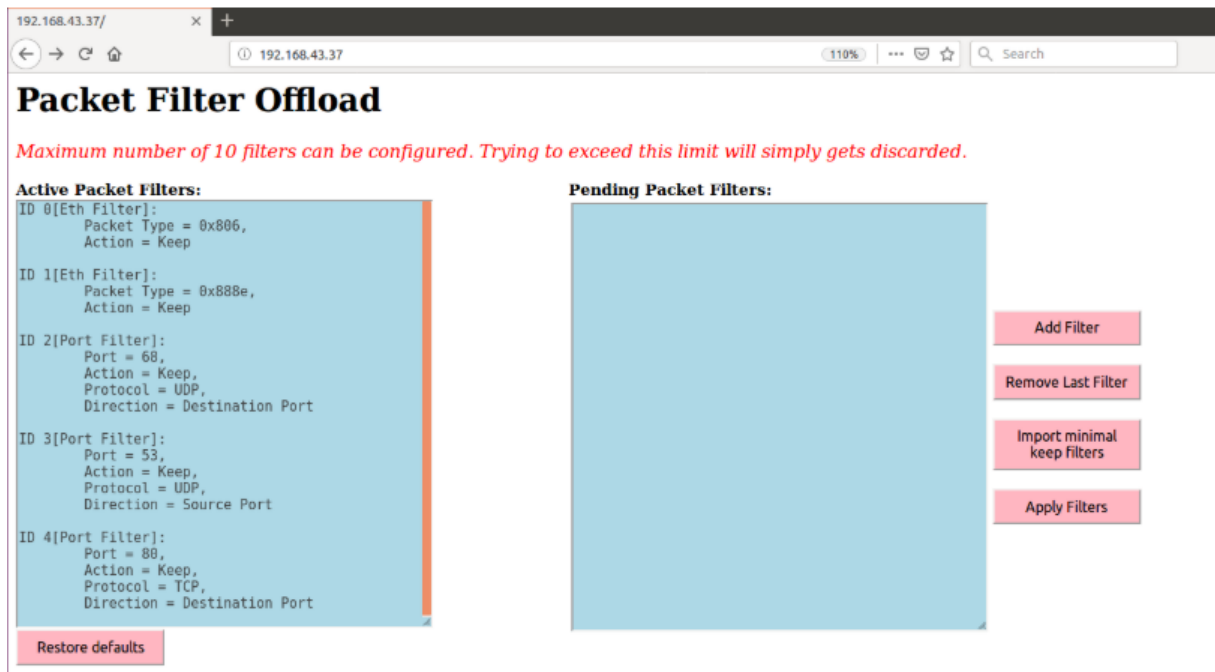 192.168.43.37/
192.168.43.37
110%
Search
Packet Filter Offload
Maximum number of 10 filters can be configured. Trying to exceed this limit will simply gets discarded.
Active Packet Filters:
ID 0[Eth Filter]:
Packet Type = 0x806,
Action = Keep
ID 1[Eth Filter]:
Packet Type = 0x888e,
Action = Keep
ID 2[Port Filter]:
Port = 68,
Action = Keep,
Protocol = UDP,
Direction = Destination Port
ID 3[Port Filter]:
Port = 53,
Action = Keep,
Protocol = UDP,
Direction = Source Port
ID 4[Port Filter]:
Port = 80,
Action = Keep,
Protocol = TCP,
Direction = Destination Port
Restore defaults
Pending Packet Filters:
Add Filter
Remove Last Filter
Import minimal
keep filters
Apply Filters